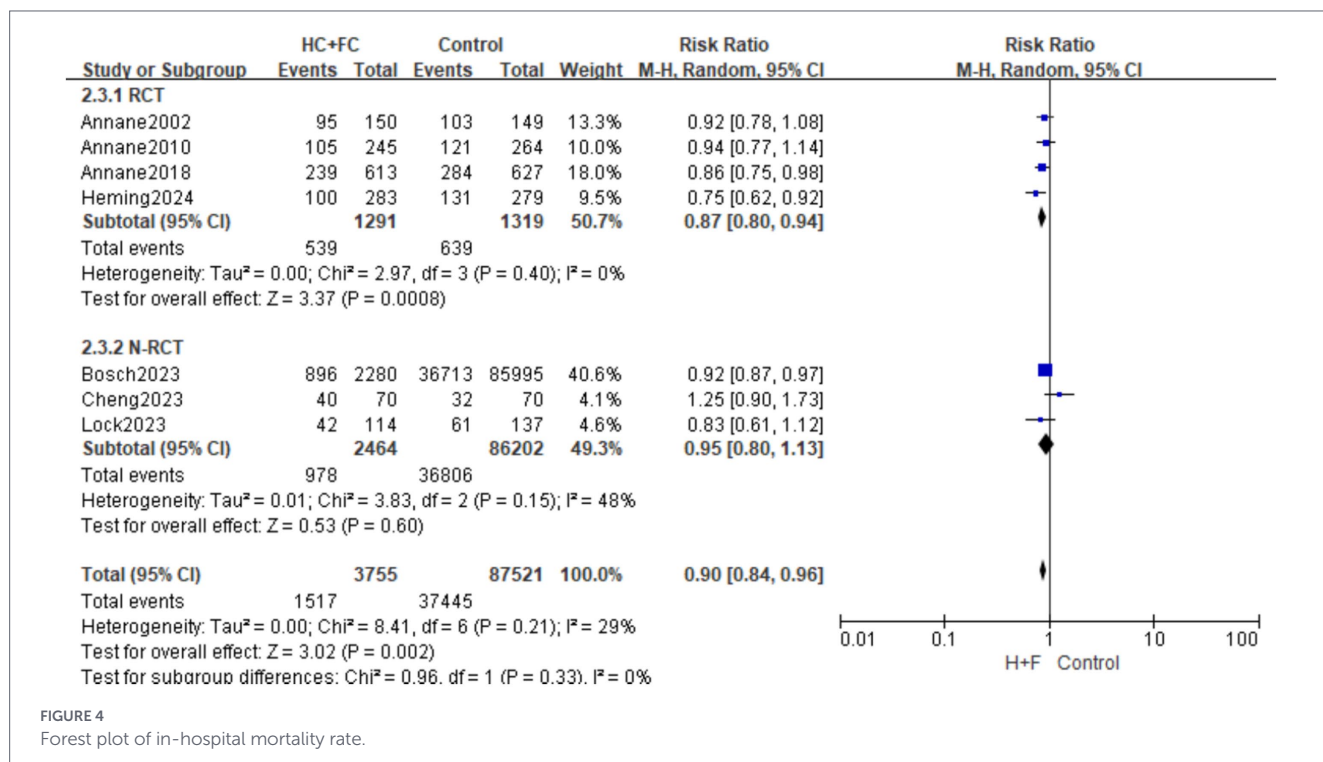 HC+FC Control Risk Ratio Risk Ratio
Study or Subgroup Events Total Events Total Weight M-H, Random, 95% CI M-H, Random, 95% CI
2.3.1 RCT
Annane2002 95 150 103 149 13.3% 0.92 [0.78, 1.08]
Annane2010 105 245 121 264 10.0% 0.94 [0.77, 1.14]
Annane2018 239 613 284 627 18.0% 0.86 [0.75, 0.98]
Heming2024 100 283 131 279 9.5% 0.75 [0.62, 0.92]
Subtotal (95% CI) 1291 1319 50.7% 0.87 [0.80, 0.94]
Total events 539 639
Heterogeneity: Tau² = 0.00; Chi² = 2.97, df = 3 (P = 0.40); I² = 0%
Test for overall effect: Z = 3.37 (P = 0.0008)
2.3.2 N-RCT
Bosch2023 896 2280 36713 85995 40.6% 0.92 [0.87, 0.97]
Cheng2023 40 70 32 70 4.1% 1.25 [0.90, 1.73]
Lock2023 42 114 61 137 4.6% 0.83 [0.61, 1.12]
Subtotal (95% CI) 2464 86202 49.3% 0.95 [0.80, 1.13]
Total events 978 36806
Heterogeneity: Tau² = 0.01; Chi² = 3.83, df = 2 (P = 0.15); I² = 48%
Test for overall effect: Z = 0.53 (P = 0.60)
Total (95% CI) 3755 87521 100.0% 0.90 [0.84, 0.96]
Total events 1517 37445
Heterogeneity: Tau² = 0.00; Chi² = 8.41, df = 6 (P = 0.21); I² = 29%
Test for overall effect: Z = 3.02 (P = 0.002)
Test for subgroup differences: Chi² = 0.96, df = 1 (P = 0.33), I² = 0%
0.01 0.1 1 10 100
H+F Control
FIGURE 4
Forest plot of in-hospital mortality rate.